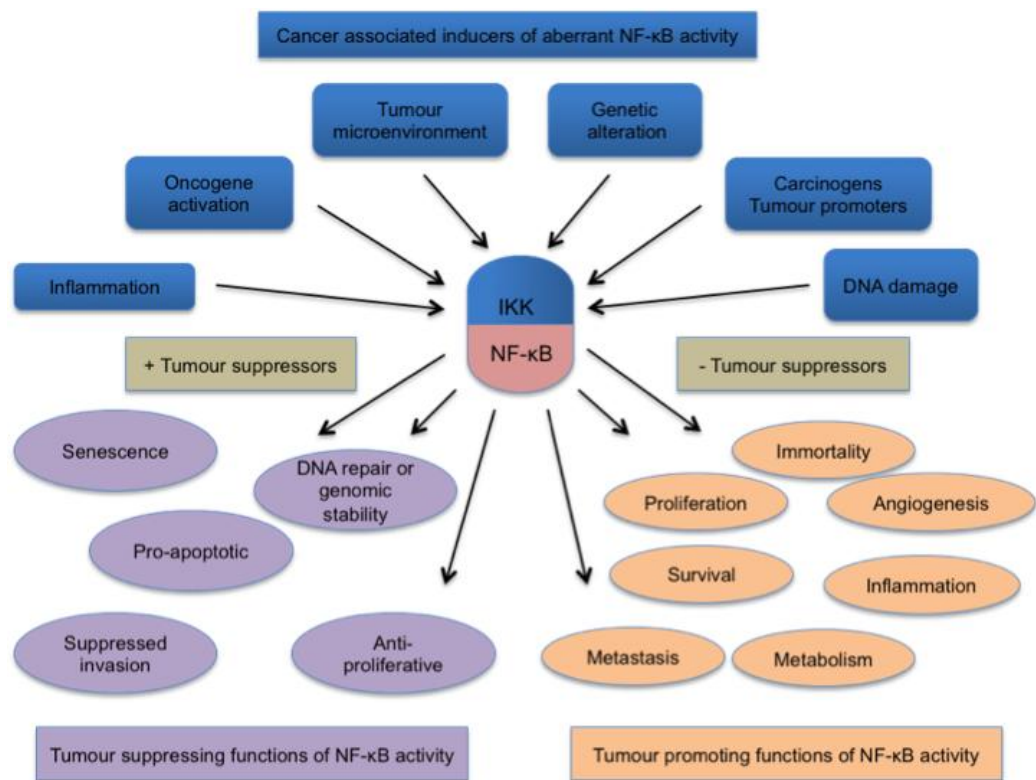 Cancer associated inducers of aberrant NF-κB activity
Tumour
microenvironment
Genetic
alteration
Oncogene
activation
Carcinogens
Tumour promoters
Inflammation
DNA damage
IKK
NF-κB
+ Tumour suppressors
- Tumour suppressors
Senescence
DNA repair or
genomic
stability
Pro-apoptotic
Suppressed
invasion
Anti-
proliferative
Immortality
Proliferation
Angiogenesis
Survival
Inflammation
Metastasis
Metabolism
Tumour suppressing functions of NF-κB activity
Tumour promoting functions of NF-κB activity